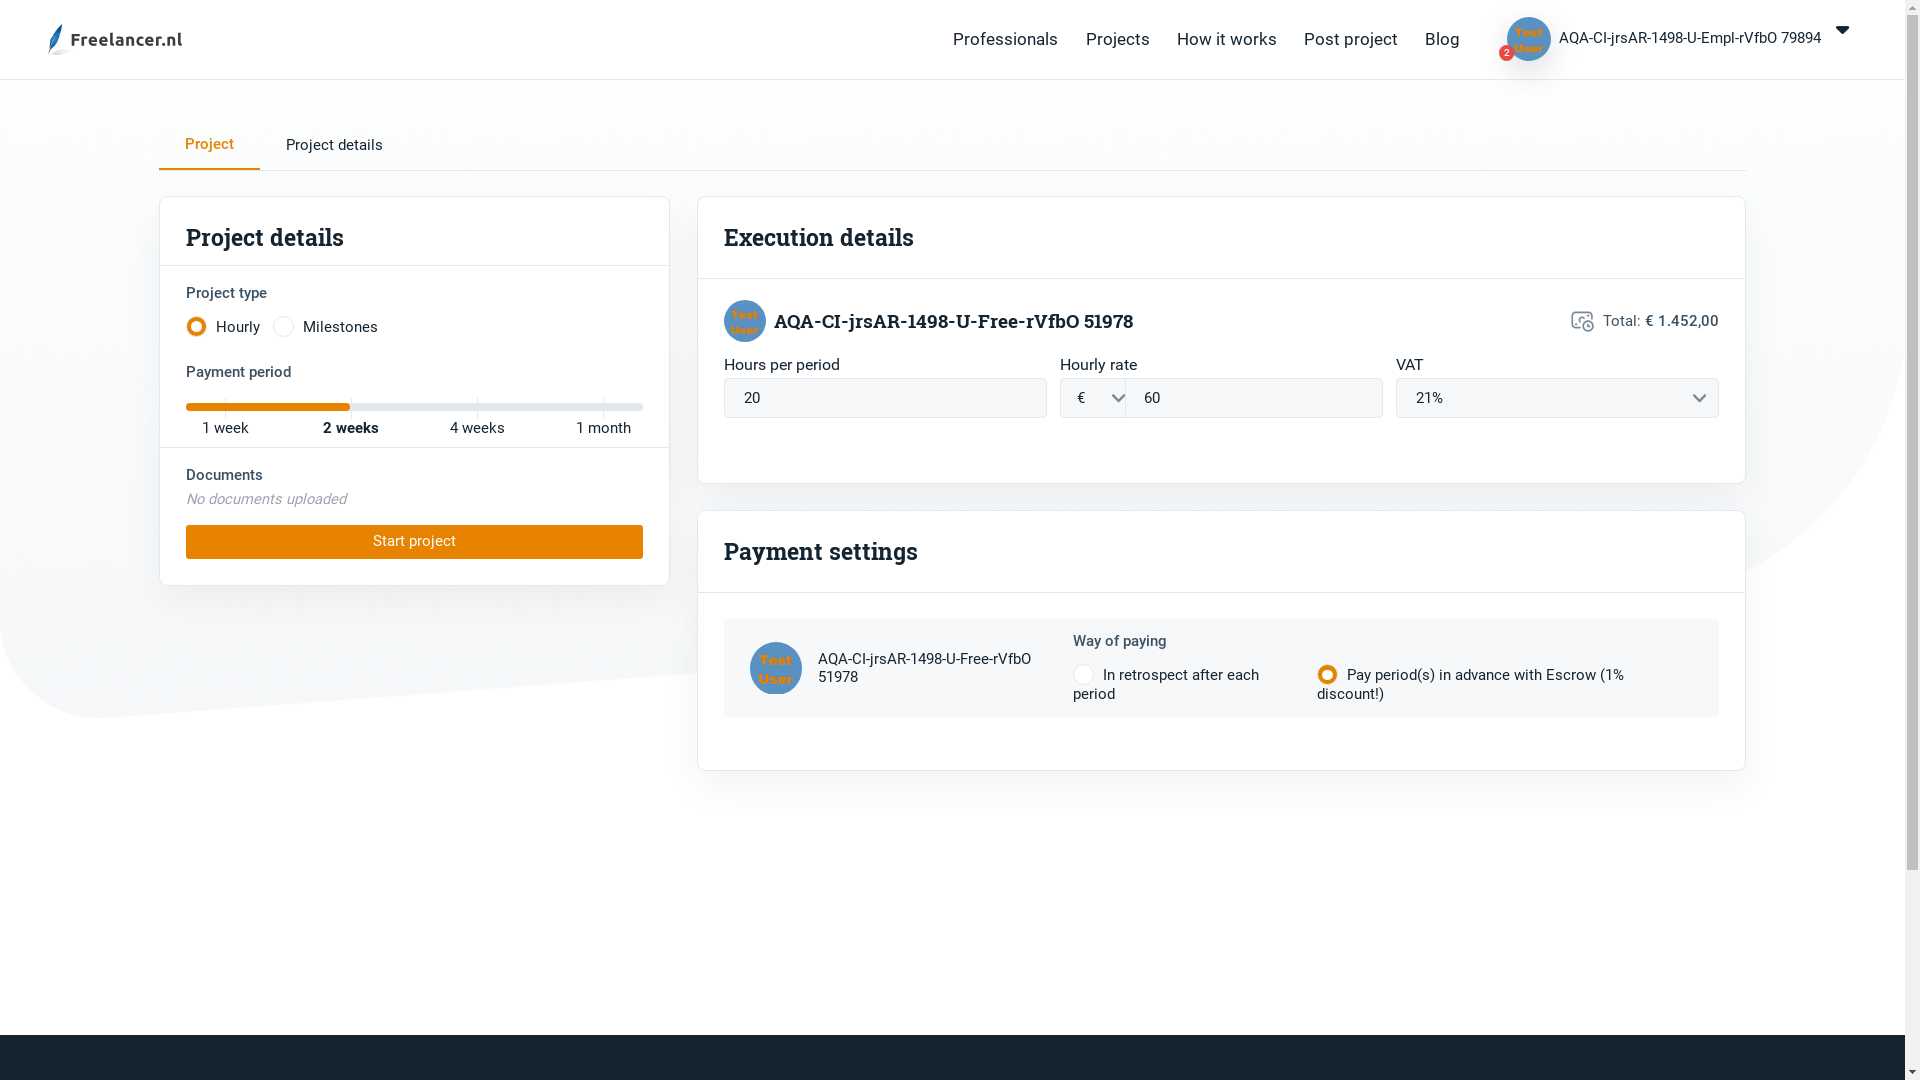 Freelancer.nl
Professionals
Projects
How it works
Post project
Blog
Test
User
2
AQA-CI-jrsAR-1498-U-Empl-rVfbO 79894
Project
Project details
Project details
Project type
Hourly
Milestones
Payment period
1 week
2 weeks
4 weeks
1 month
Documents
No documents uploaded
Start project
Execution details
Test
User
AQA-CI-jrsAR-1498-U-Free-rVfbO 51978
Total: € 1.452,00
Hours per period
20
Hourly rate
€
60
VAT
21%
Payment settings
Test
User
AQA-CI-jrsAR-1498-U-Free-rVfbO
51978
Way of paying
In retrospect after each
period
Pay period(s) in advance with Escrow (1%
discount!)